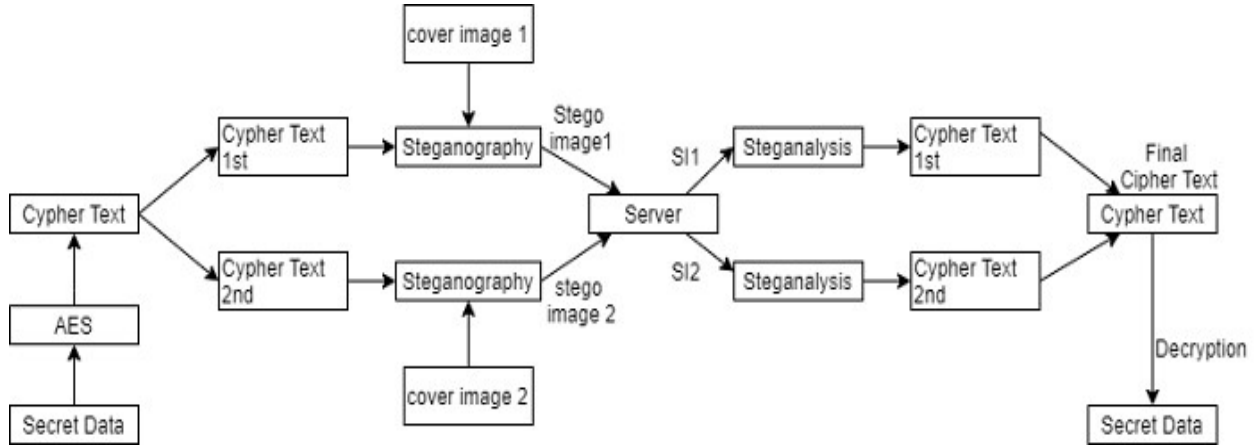 cover image 1
Cypher Text
1st
Steganography
Stego
image1
SI1
Steganalysis
Cypher Text
1st
Final
Cipher Text
Cypher Text
Server
Cypher Text
Cypher Text
2nd
Steganography
stego
image 2
SI2
Steganalysis
Cypher Text
2nd
AES
cover image 2
Decryption
Secret Data
Secret Data